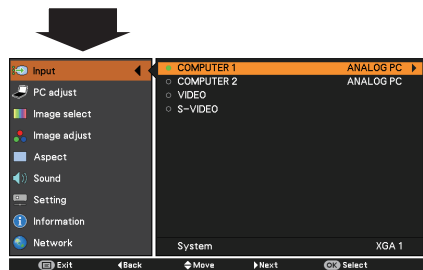 Input
PC adjust
Image select
Image adjust
Aspect
Sound
Setting
Information
Network
COMPUTER 1 ANALOG PC
COMPUTER 2 ANALOG PC
VIDEO
S-VIDEO
System XGA 1
Exit Back Move Next OK Select